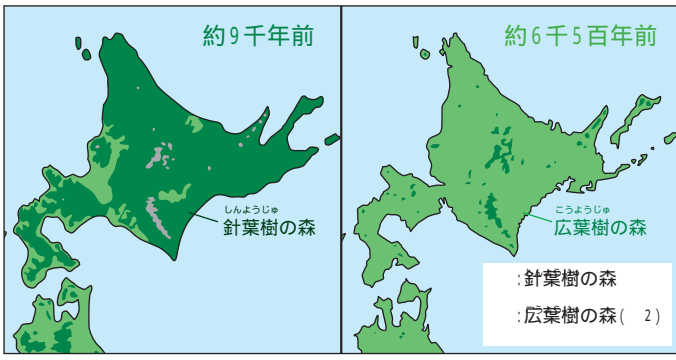 約9千年前
しんようじゅ
針葉樹の森
約6千5百年前
こうようじゅ
広葉樹の森
:針葉樹の森
:広葉樹の森( 2)